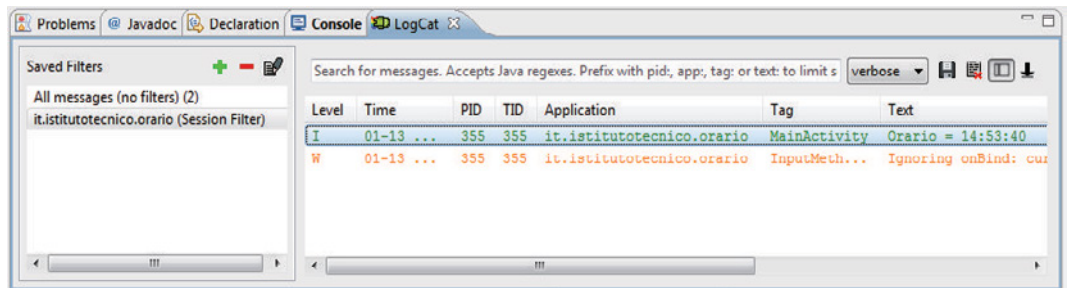 Problems @ Javadoc Declaration Console LogCat
Saved Filters
Search for messages. Accepts Java regexes. Prefix with pid:, app:, tag: or text: to limit s verbose
All messages (no filters) (2)
it.istitutotecnico.orario (Session Filter)
Level Time PID TID Application Tag Text
I 01-13 ... 355 355 it.istitutotecnico.orario MainActivity Orario = 14:53:40
W 01-13 ... 355 355 it.istitutotecnico.orario InputMeth... Ignoring onBind: cur